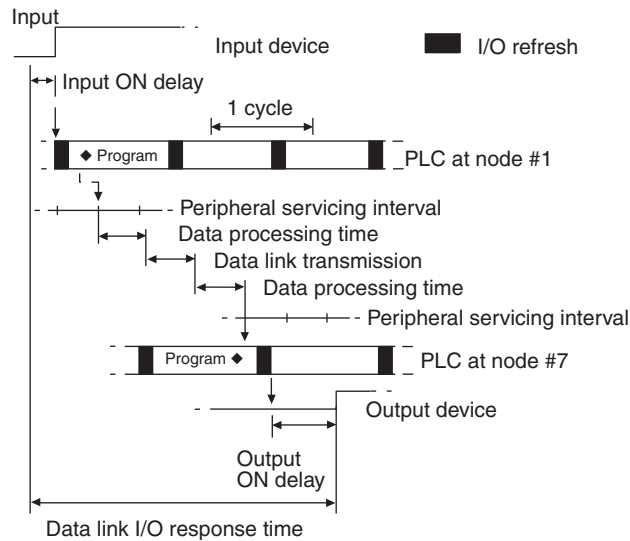 Input
Input device
I/O refresh
Input ON delay
1 cycle
◆ Program
PLC at node #1
Peripheral servicing interval
Data processing time
Data link transmission
Data processing time
Peripheral servicing interval
Program ◆
PLC at node #7
Output device
Output
ON delay
Data link I/O response time